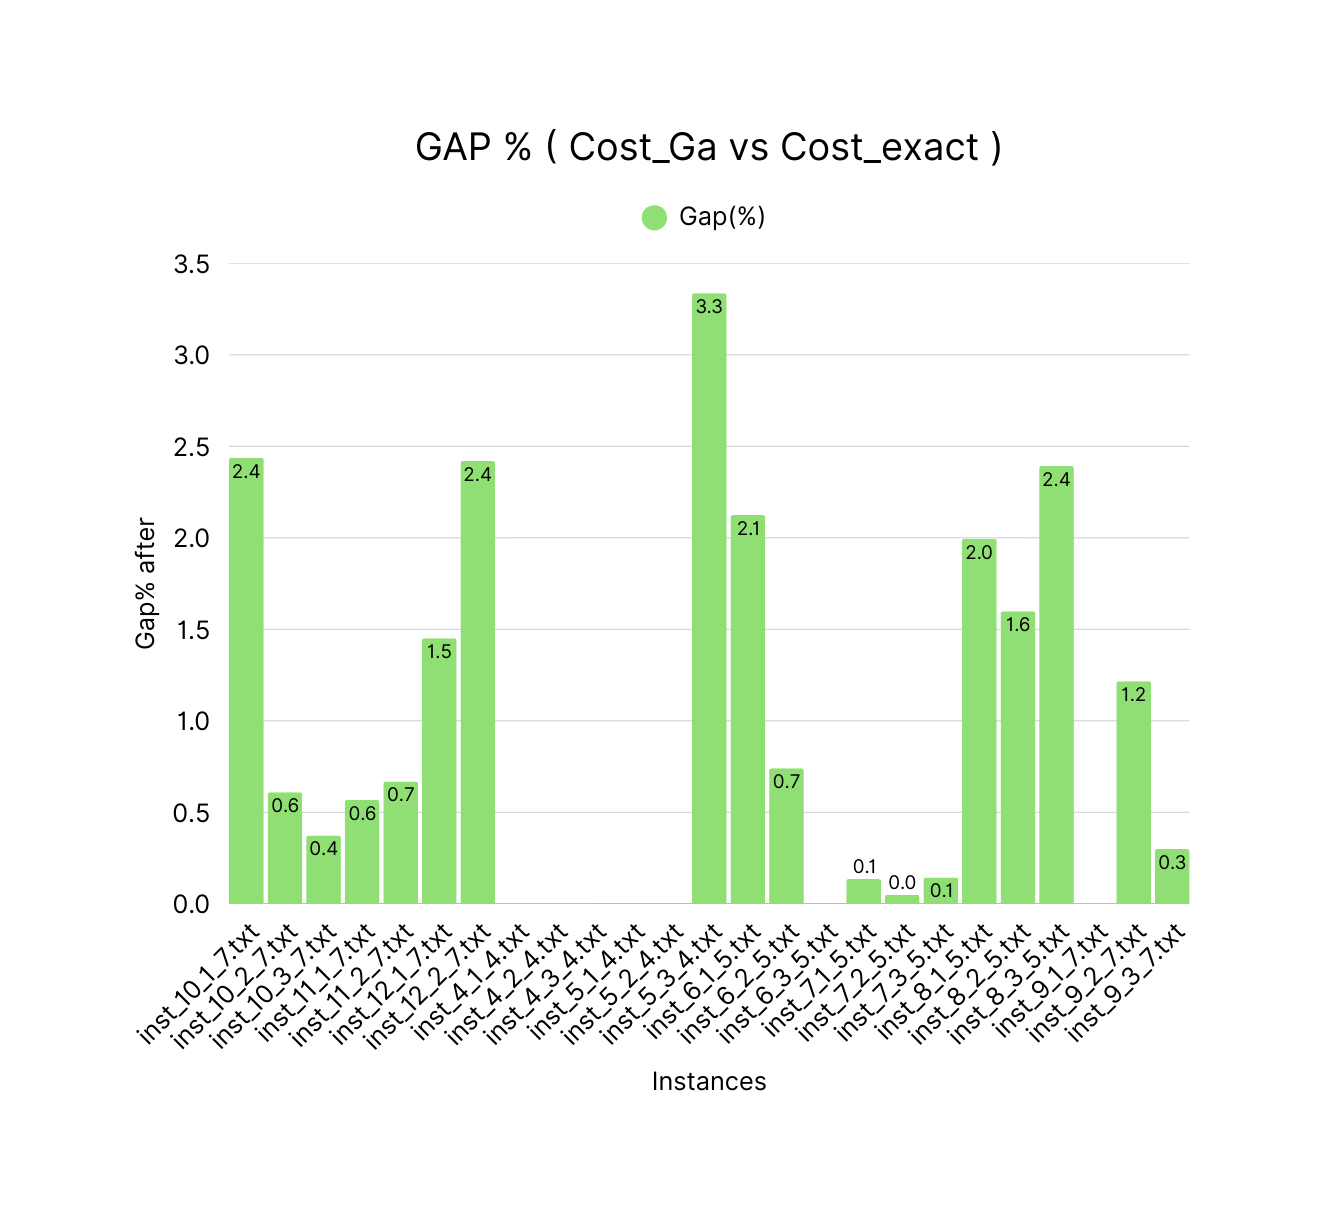 GAP % ( Cost_Ga vs Cost_exact )
Gap(%)
3.5
3.0
2.5
2.0
1.5
1.0
0.5
0.0
Gap% after
2.4
0.6
0.4
0.6
0.7
1.5
2.4
3.3
2.1
0.7
0.1
0.0
0.1
2.0
1.6
2.4
1.2
0.3
inst_10_1_7.txt
inst_10_2_7.txt
inst_10_3_7.txt
inst_11_1_7.txt
inst_11_2_7.txt
inst_12_1_7.txt
inst_12_2_7.txt
inst_4_1_4.txt
inst_4_2_4.txt
inst_4_3_4.txt
inst_5_1_4.txt
inst_5_2_4.txt
inst_5_3_4.txt
inst_6_1_5.txt
inst_6_2_5.txt
inst_6_3_5.txt
inst_7_1_5.txt
inst_7_2_5.txt
inst_7_3_5.txt
inst_8_1_5.txt
inst_8_2_5.txt
inst_8_3_5.txt
inst_9_1_7.txt
inst_9_2_7.txt
inst_9_3_7.txt
Instances